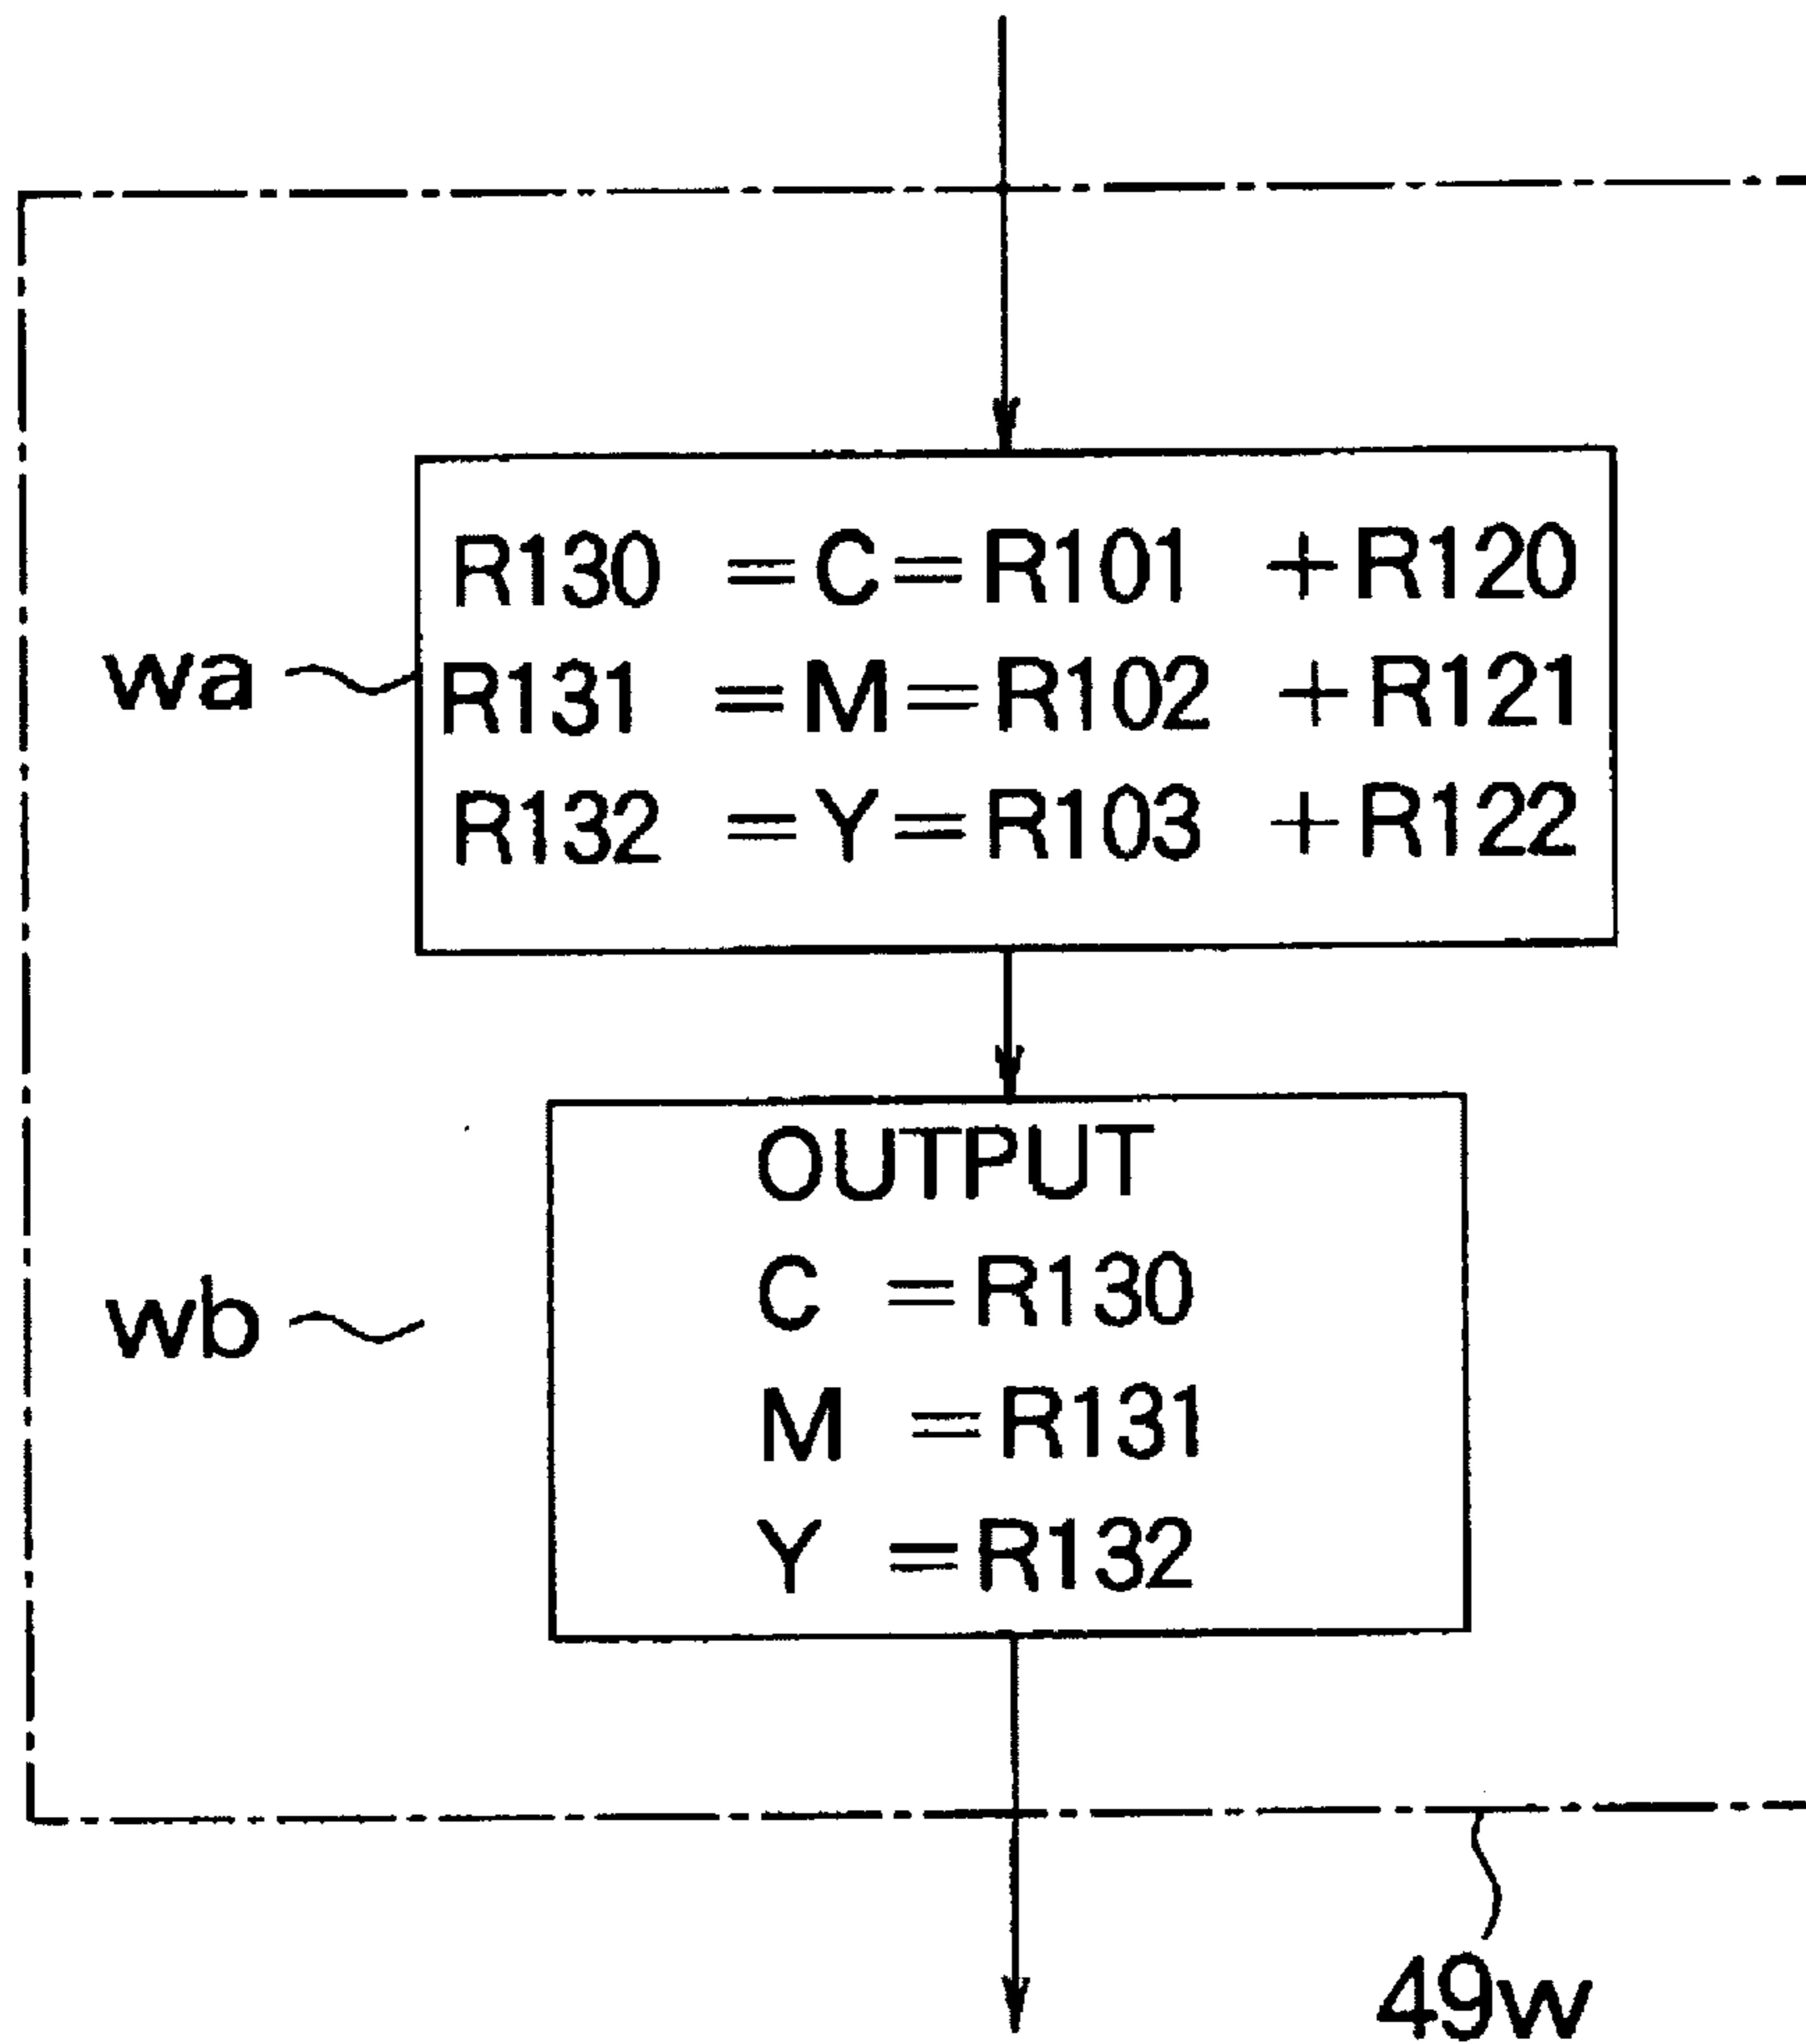 R130 =C=R101 +R120
wa
R131 =M=R102 +R121
R132 =Y=R103 +R122
OUTPUT
C =R130
wb
M =R131
Y =R132
49w